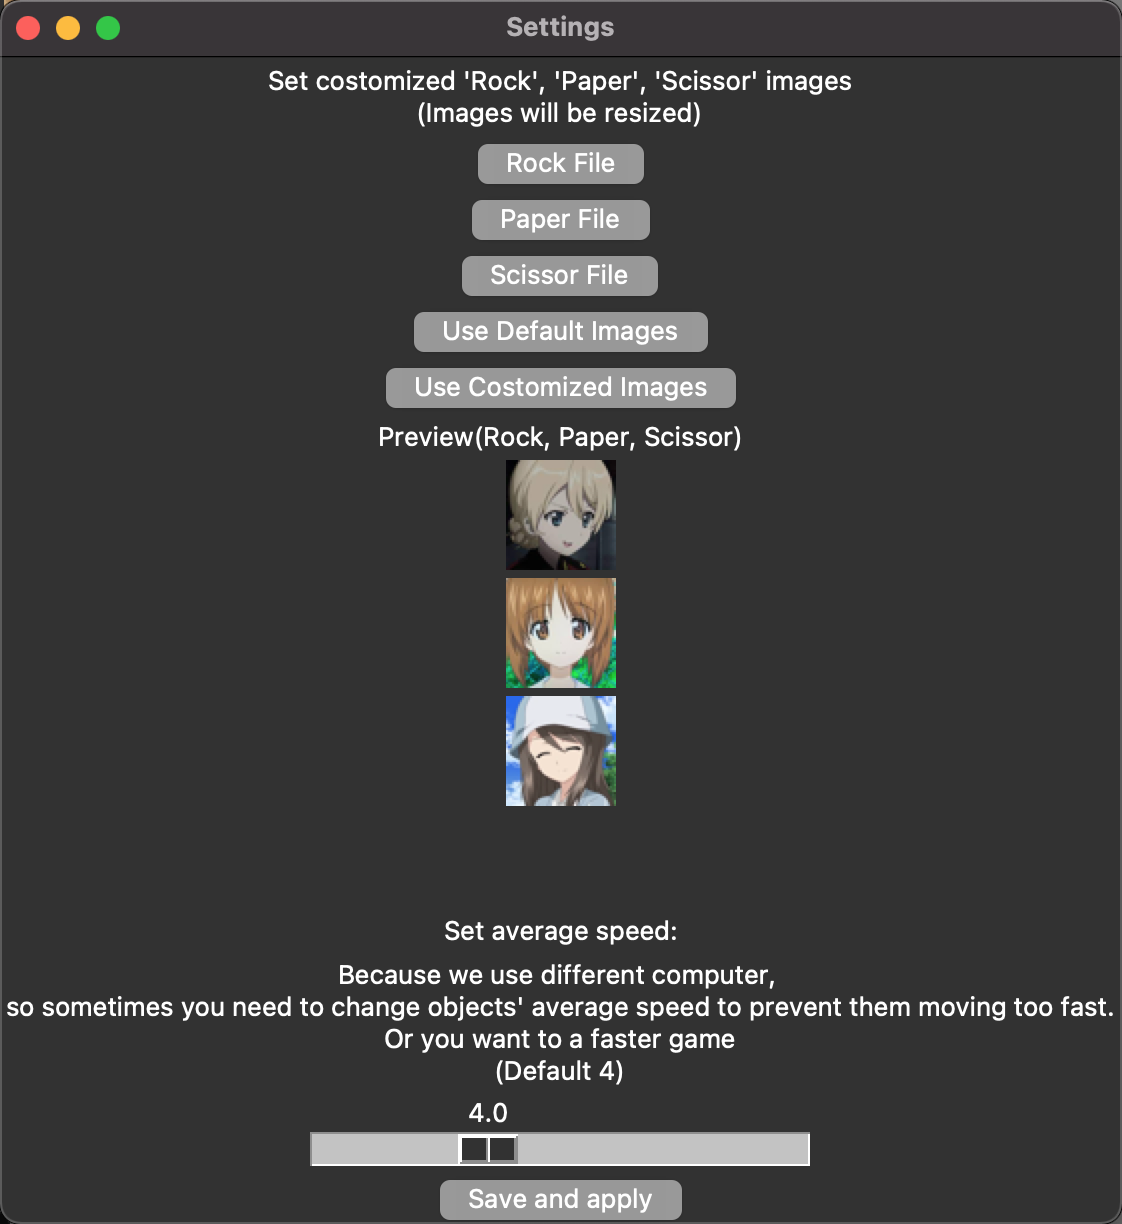 Settings
Set costomized 'Rock', 'Paper', 'Scissor' images
(Images will be resized)
Rock File
Paper File
Scissor File
Use Default Images
Use Costomized Images
Preview(Rock, Paper, Scissor)
Set average speed:
Because we use different computer,
so sometimes you need to change objects' average speed to prevent them moving too fast.
Or you want to a faster game
(Default 4)
4.0
Save and apply